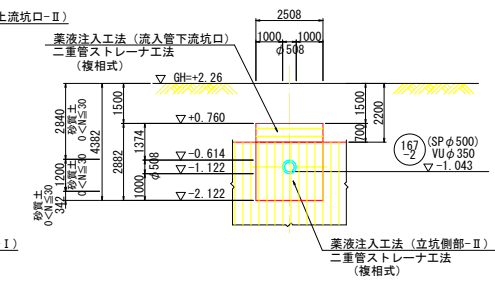 土流坑口-Ⅱ)
2508
1000
φ508
1000
薬液注入工法 (流入管下流坑口)
二重管ストレーナ工法
(複相式)
▽ GH=+2.26
2840
砂質土
0<N≦30
4382
1500
1500
2200
▽+0.760
700
1374
2882
φ508
▽-0.614
▽-1.122
1200
砂質土
0<N≦30
1000
342
砂質土
0<N≦30
▽-2.122
167
-2
(SPφ500)
VUφ350
▽-1.043
薬液注入工法 (立坑側部-Ⅱ)
二重管ストレーナ工法
(複相式)
-Ⅰ)